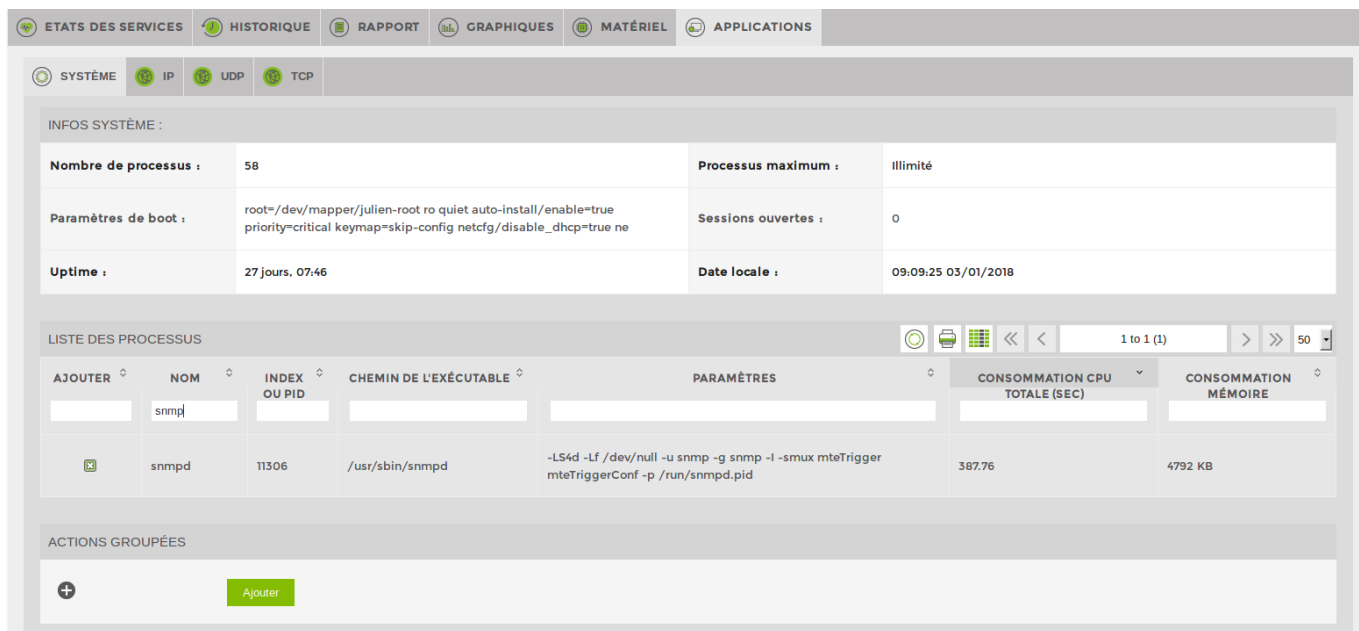 ETATS DES SERVICES HISTORIQUE RAPPORT GRAPHIQUES MATÉRIEL APPLICATIONS
SYSTÈME IP UDP TCP
INFOS SYSTÈME :
Nombre de processus : 58 Processus maximum : Illimité
Paramètres de boot : root=/dev/mapper/julien-root ro quiet auto-install/enable=true
priority=critical keymap=skip-config netcfg/disable_dhcp=true ne Sessions ouvertes : 0
Uptime : 27 jours, 07:46 Date locale : 09:09:25 03/01/2018
LISTE DES PROCESSUS 1 to 1 (1) 50
AJOUTER NOM INDEX OU PID CHEMIN DE L'EXÉCUTABLE PARAMÈTRES CONSOMMATION CPU TOTALE (SEC) CONSOMMATION MÉMOIRE
snmp
snmpd 11306 /usr/sbin/snmpd -LS4d -Lf /dev/null -u snmp -g snmp -I -smux mteTrigger
mteTriggerConf -p /run/snmpd.pid 387.76 4792 KB
ACTIONS GROUPÉES
Ajouter